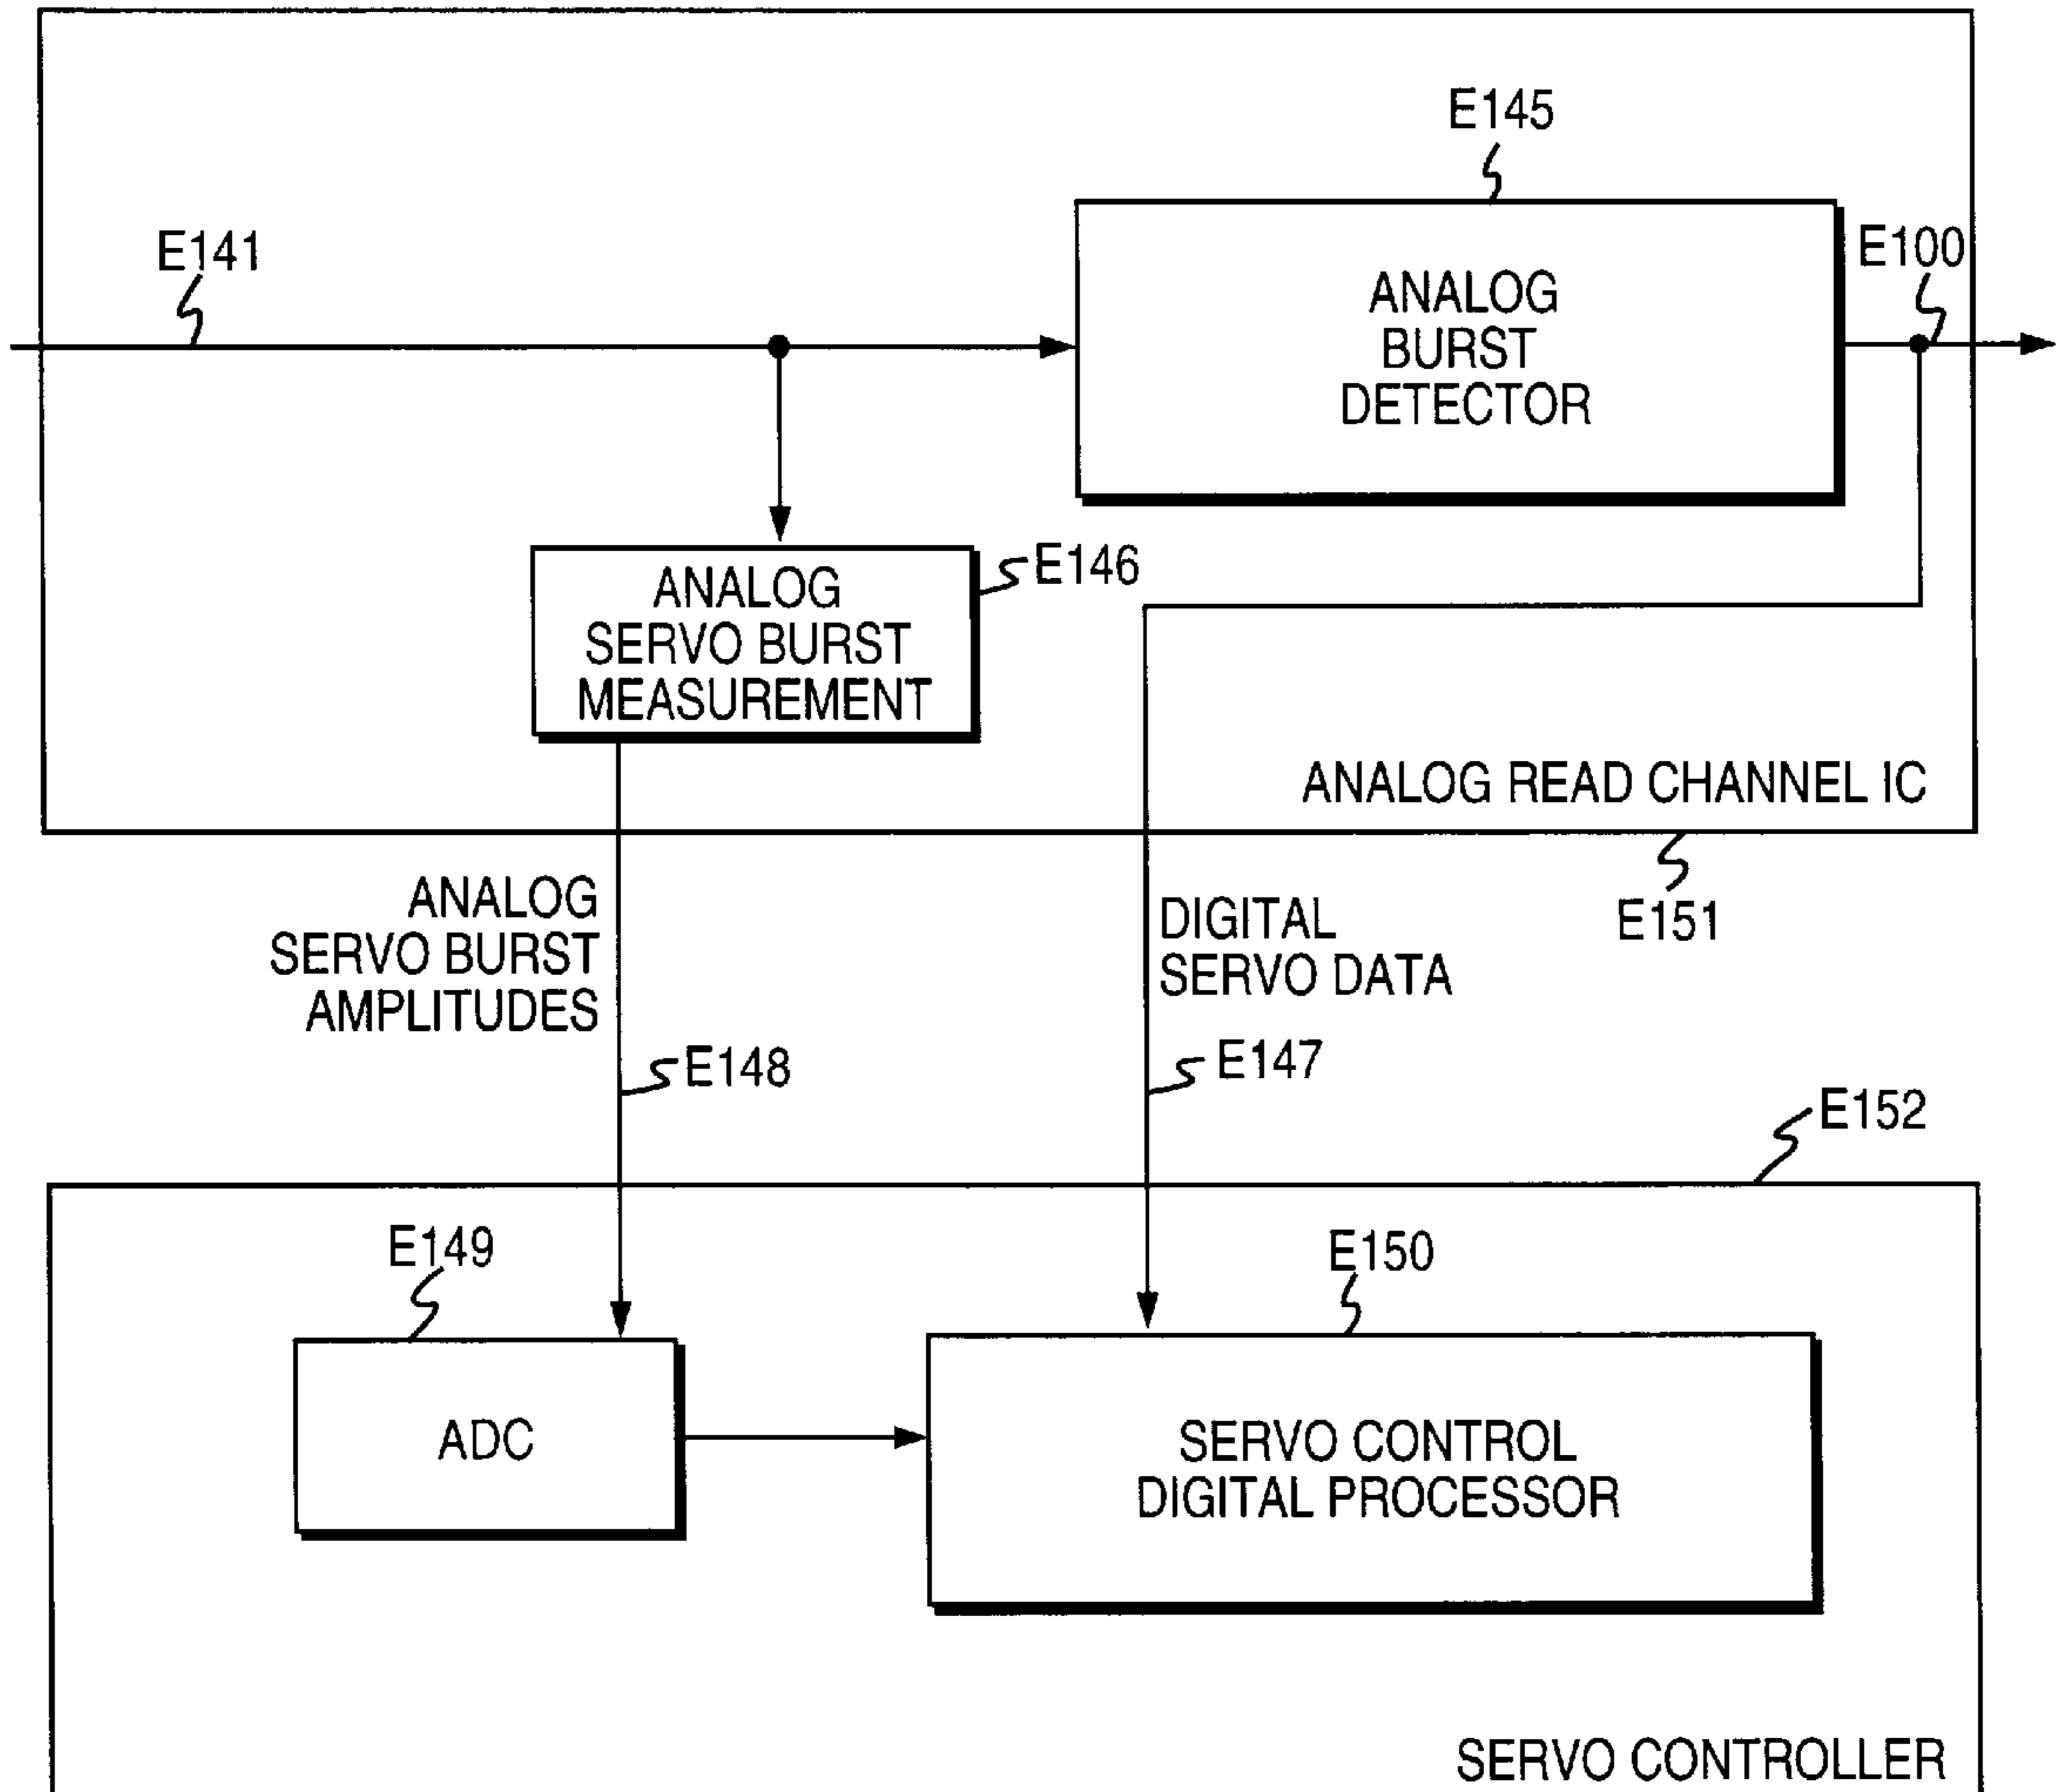 E145
E141
E100
ANALOG
BURST
DETECTOR
E146
ANALOG
SERVO BURST
MEASUREMENT
ANALOG READ CHANNEL IC
E151
ANALOG
SERVO BURST
AMPLITUDES
DIGITAL
SERVO DATA
E148
E147
E152
E149
E150
ADC
SERVO CONTROL
DIGITAL PROCESSOR
SERVO CONTROLLER